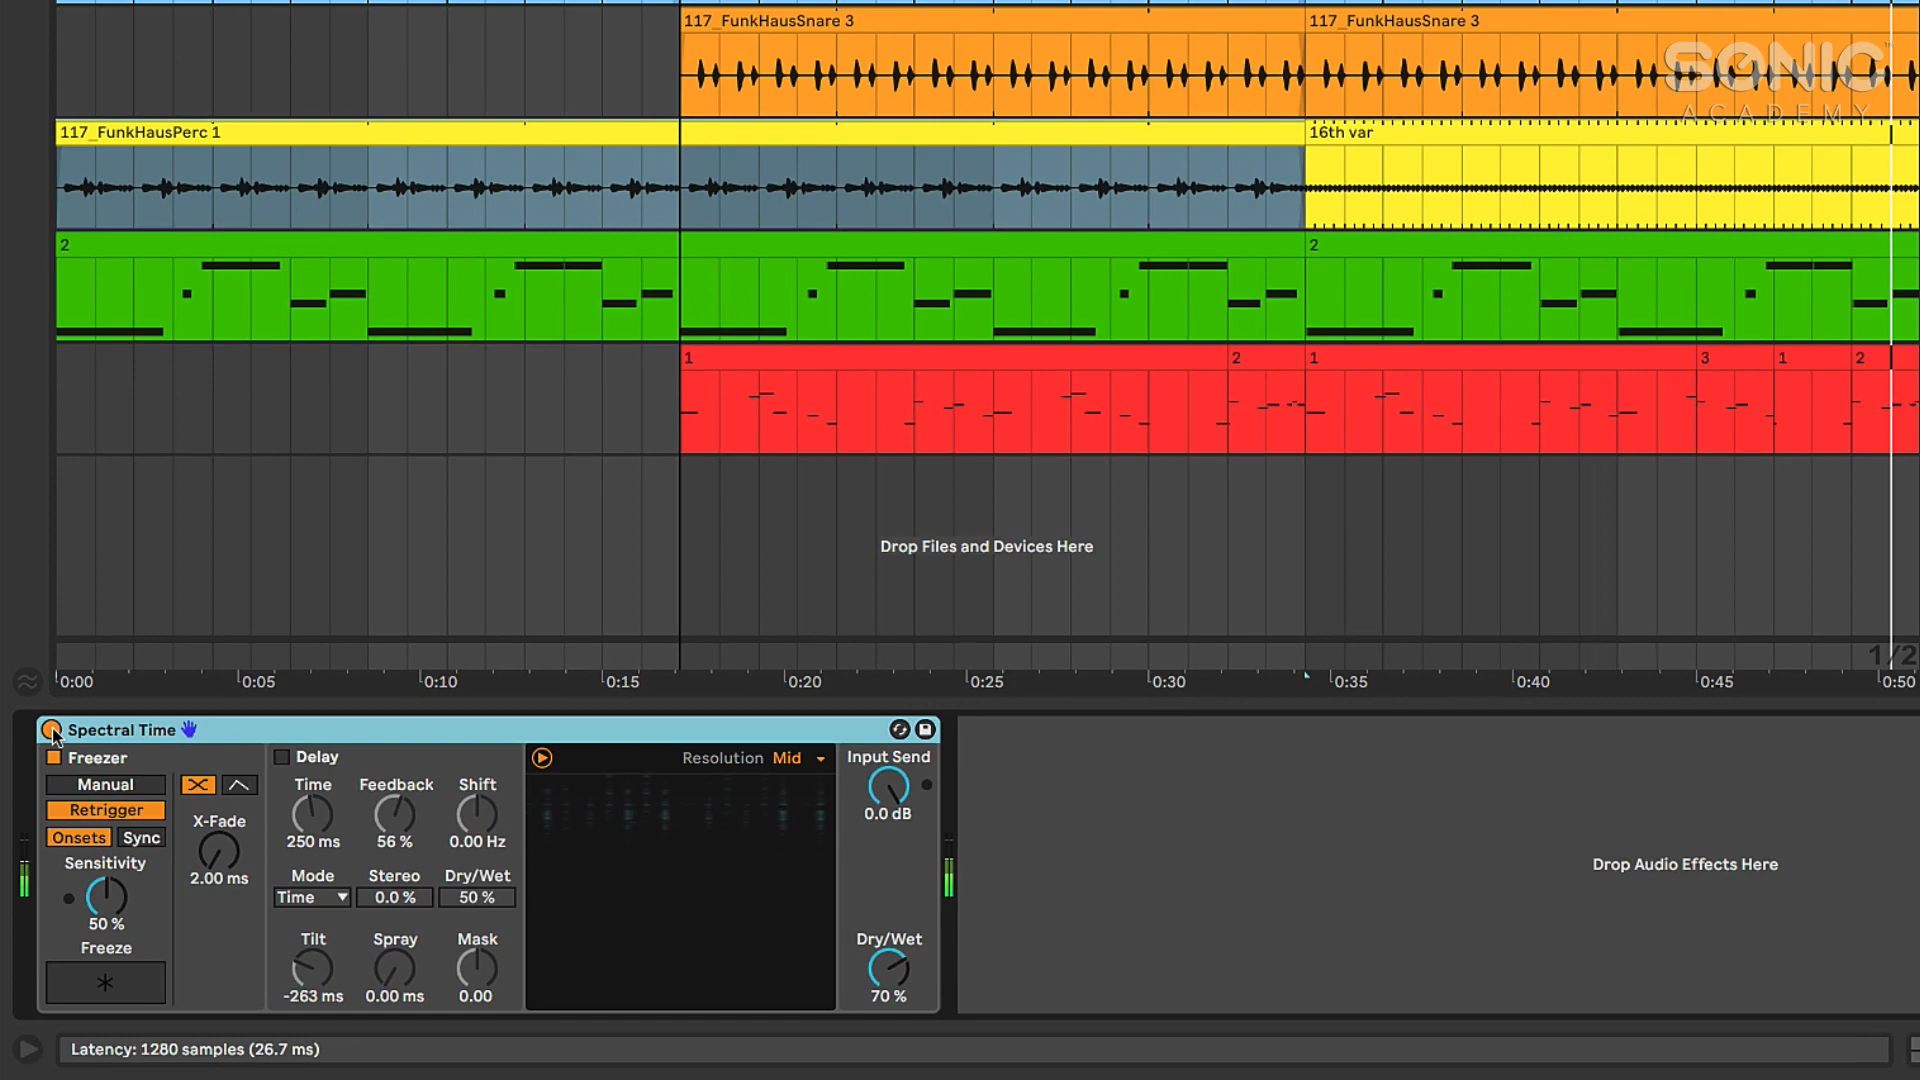 117_FunkHausSnare 3
117_FunkHausSnare 3
SONIC
ACADEMY
117_FunkHausPerc 1
16th var
2
2
1
2
1
3
1
2
Drop Files and Devices Here
1/2
0:00
0:05
0:10
0:15
0:20
0:25
0:30
0:35
0:40
0:45
0:50
Spectral Time
Freezer
Manual
Retrigger
Onsets
Sync
Sensitivity
50 %
Freeze
X-Fade
2.00 ms
Delay
Time
Feedback
Shift
250 ms
56 %
0.00 Hz
Mode
Stereo
Dry/Wet
Time
0.0 %
50 %
Tilt
Spray
Mask
-263 ms
0.00 ms
0.00
Resolution Mid
Input Send
0.0 dB
Dry/Wet
70 %
Drop Audio Effects Here
Latency: 1280 samples (26.7 ms)